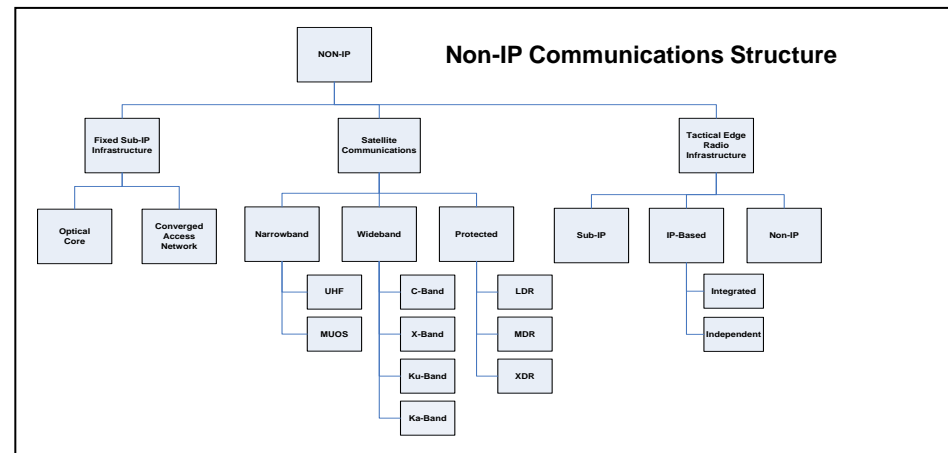 NON-IP
Non-IP Communications Structure
Fixed Sub-IP
Infrastructure
Satellite
Communications
Tactical Edge
Radio
Infrastructure
Optical
Core
Converged
Access
Network
Narrowband
Wideband
Protected
Sub-IP
IP-Based
Non-IP
UHF
C-Band
LDR
Integrated
MUOS
X-Band
MDR
Independent
Ku-Band
XDR
Ka-Band